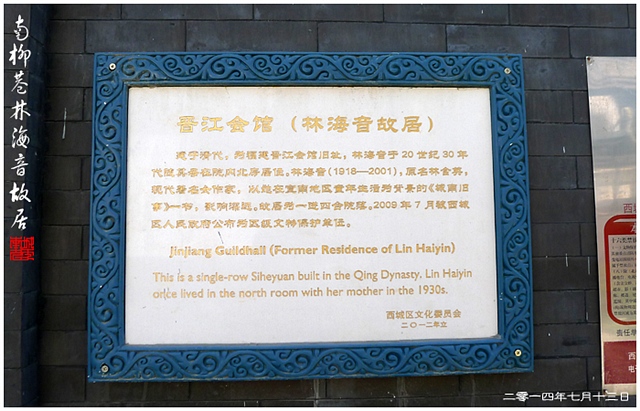 南柳巷林海音故居
晋江会馆（林海音故居）
建于清代，为福建晋江会馆旧址，林海音于20世纪30年
代随其母在院内北房居住。林海音（1918—2001），原名林含英，
现代著名女作家，以她在宣南地区童年生活为背景的《城南旧
事》一书，影响深远。故居为一进四合院落。2009年7月被西城
区人民政府公布为区级文物保护单位。
Jinjiang Guildhall (Former Residence of Lin Haiyin)
This is a single-row Siheyuan built in the Qing Dynasty. Lin Haiyin
once lived in the north room with her mother in the 1930s.
西城区文化委员会
二〇一二年立
二零一四年七月十三日